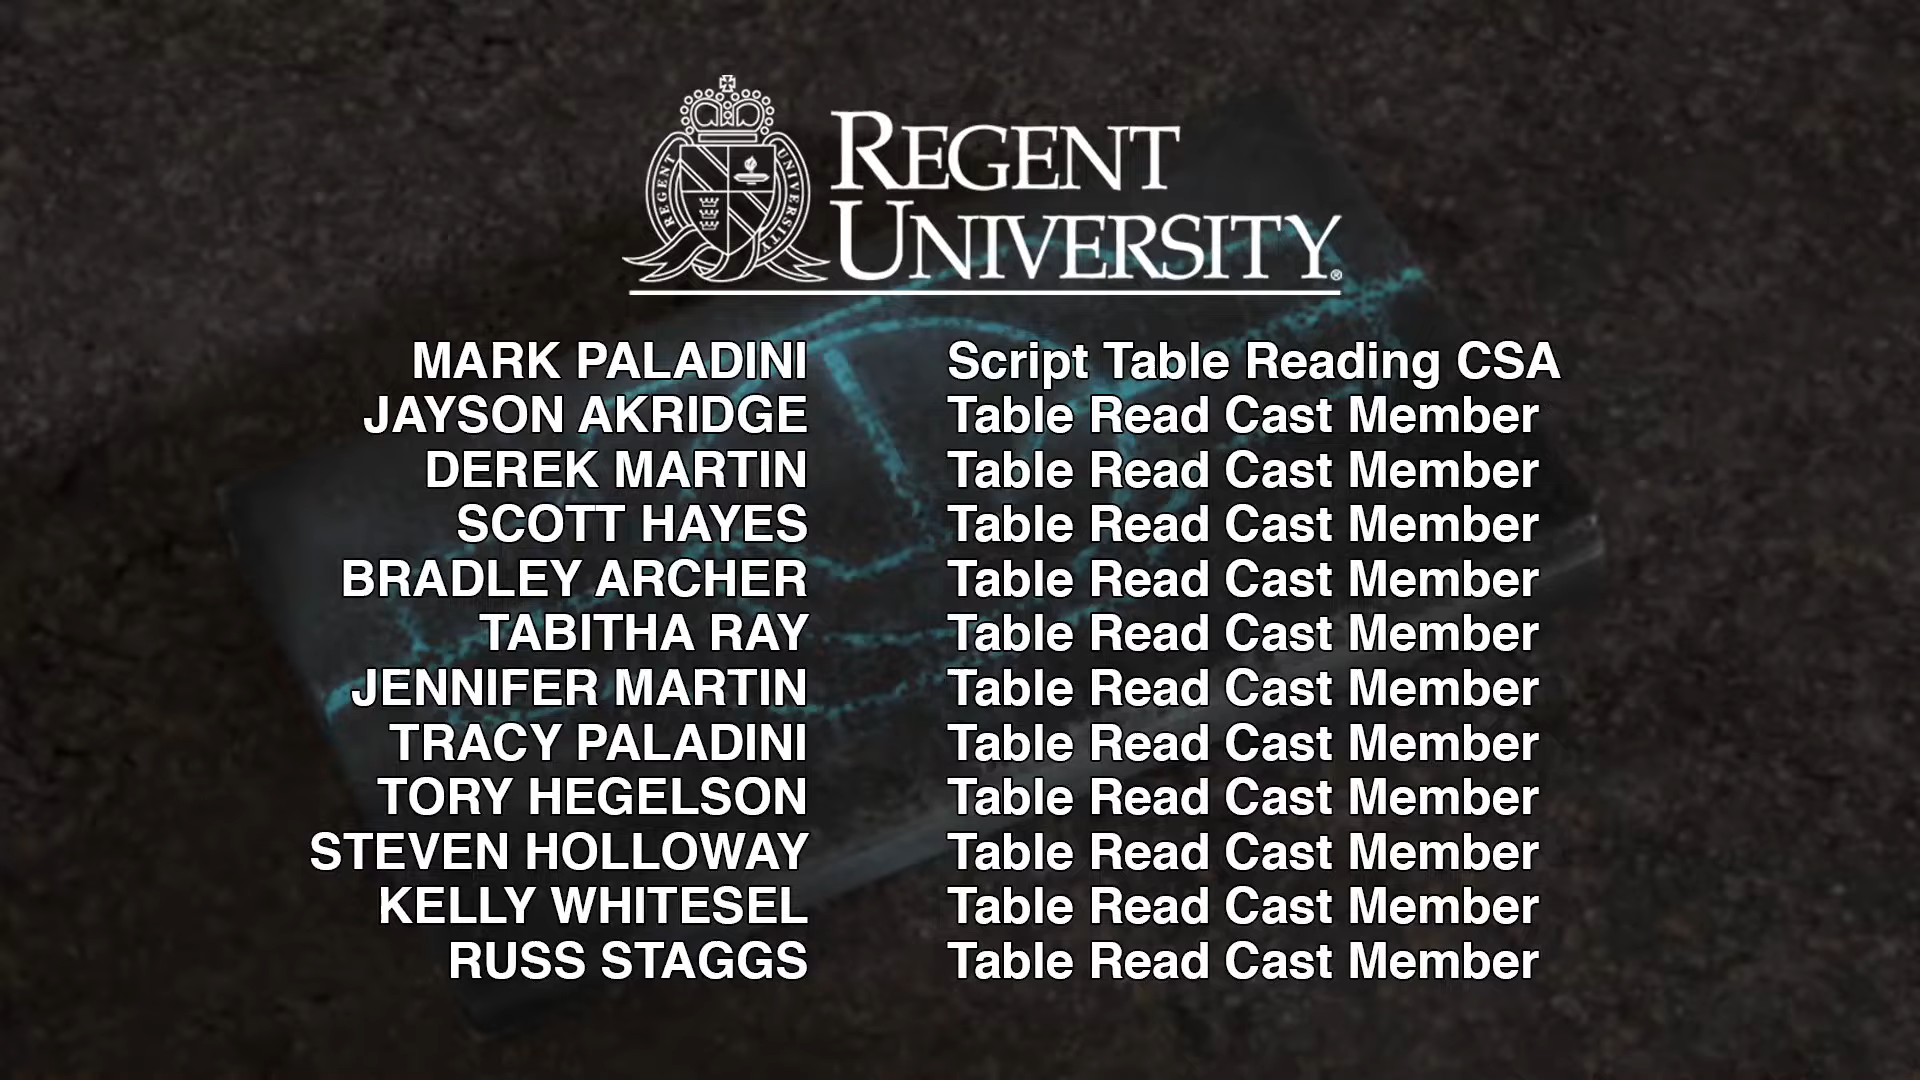 REGENT
UNIVERSITY®
REGENT UNIVERSITY
MARK PALADINI Script Table Reading CSA
JAYSON AKRIDGE Table Read Cast Member
DEREK MARTIN Table Read Cast Member
SCOTT HAYES Table Read Cast Member
BRADLEY ARCHER Table Read Cast Member
TABITHA RAY Table Read Cast Member
JENNIFER MARTIN Table Read Cast Member
TRACY PALADINI Table Read Cast Member
TORY HEGELSON Table Read Cast Member
STEVEN HOLLOWAY Table Read Cast Member
KELLY WHITESEL Table Read Cast Member
RUSS STAGGS Table Read Cast Member